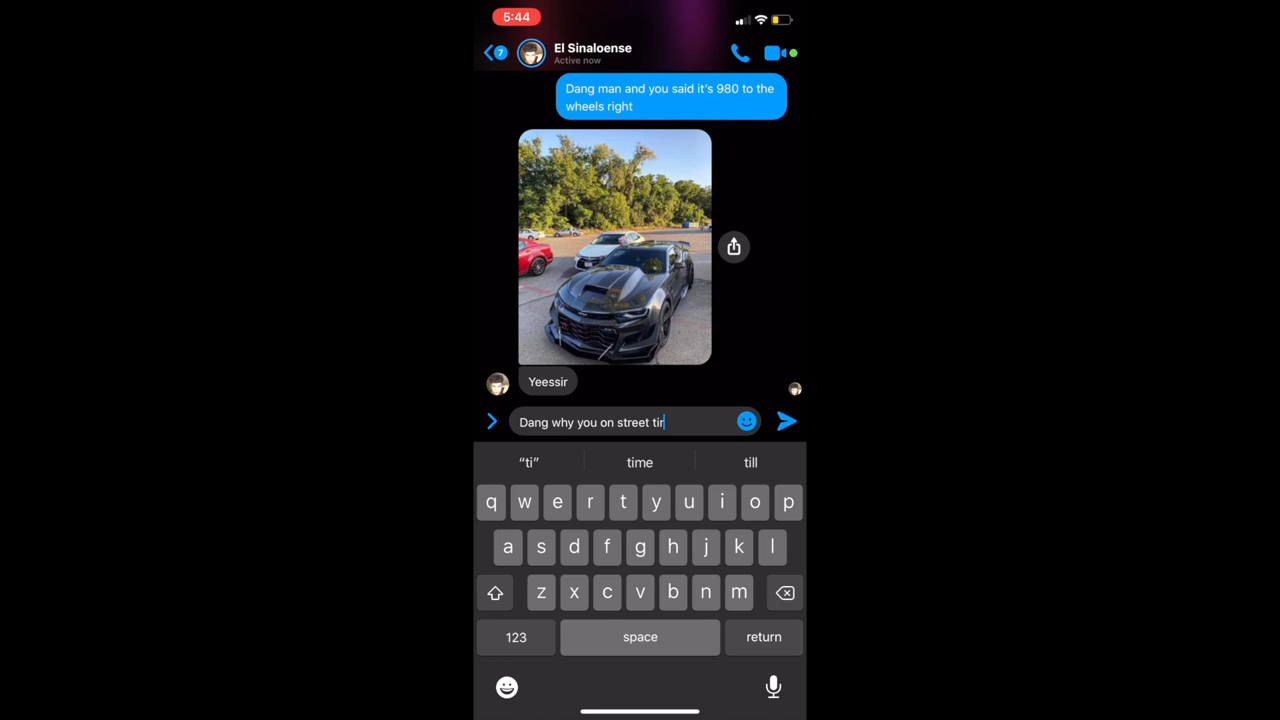 5:44
7
El Sinaloense
Active now
Dang man and you said it's 980 to the
wheels right
Yeessir
Dang why you on street tir
"ti" time till
q w e r t y u i o p
a s d f g h j k l
z x c v b n m
123 space return